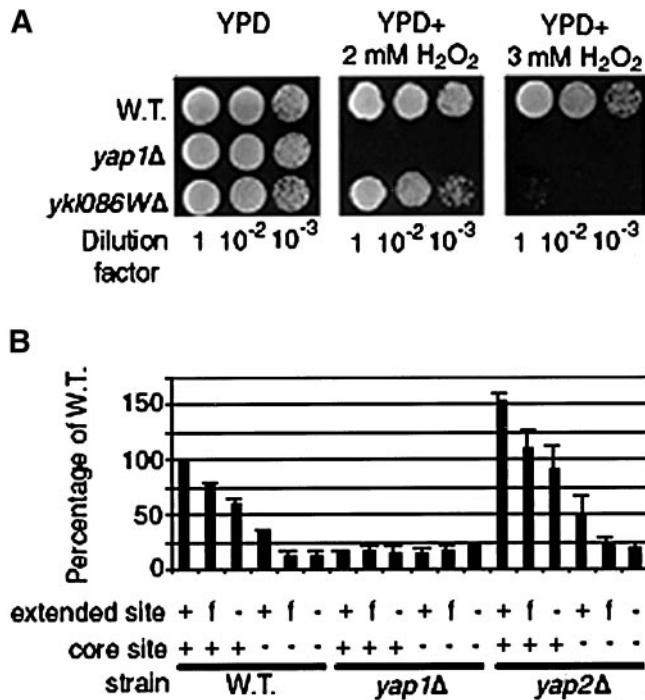 A
YPD
YPD+
2 mM H₂O₂
YPD+
3 mM H₂O₂
W.T.
yap1Δ
ykl086WΔ
Dilution
factor
1 10⁻² 10⁻³
1 10⁻² 10⁻³
1 10⁻² 10⁻³
B
Percentage of W.T.
150
100
50
0
extended site + f - + f - + f - + f - + f - + f -
core site + + + - - - + + + - - - + + + - - -
strain W.T. yap1Δ yap2Δ